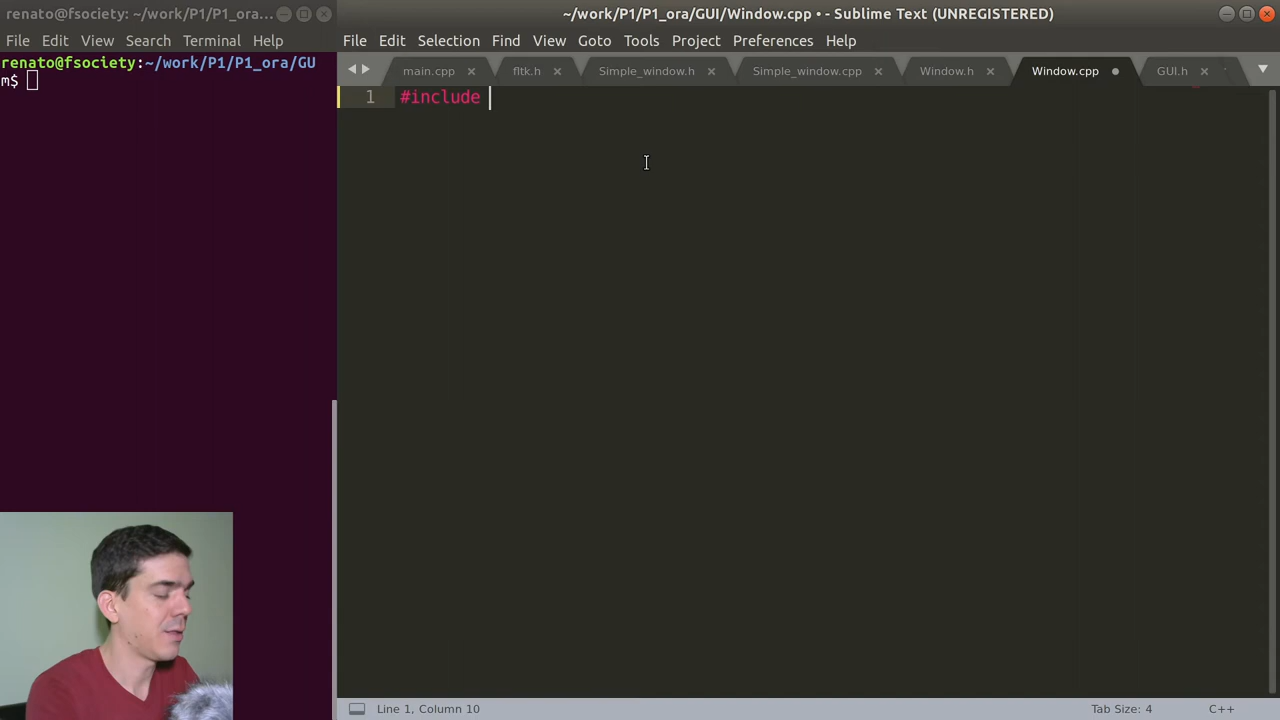 renato@fsociety: ~/work/P1/P1_ora...
File Edit View Search Terminal Help
renato@fsociety:~/work/P1/P1_ora/GU
m$
~/work/P1/P1_ora/GUI/Window.cpp • - Sublime Text (UNREGISTERED)
File Edit Selection Find View Goto Tools Project Preferences Help
main.cpp fltk.h Simple_window.h Simple_window.cpp Window.h Window.cpp GUI.h
1 #include
Line 1, Column 10 Tab Size: 4 C++